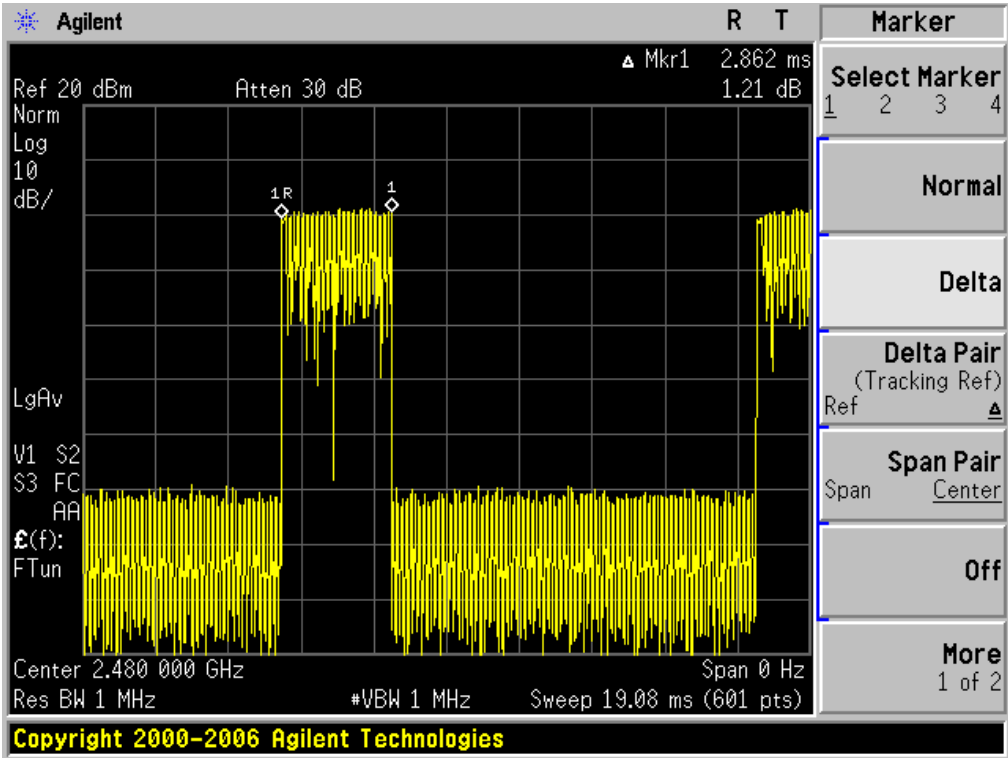 Agilent
R T
Marker
Δ Mkr1 2.862 ms
Ref 20 dBm Atten 30 dB 1.21 dB
Norm
Log
10
dB/
1R
1
LgAv
V1 S2
S3 FC
AA
£(f):
FTun
Center 2.480 000 GHz Span 0 Hz
Res BW 1 MHz #VBW 1 MHz Sweep 19.08 ms (601 pts)
Copyright 2000-2006 Agilent Technologies
Select Marker
1 2 3 4
Normal
Delta
Delta Pair
(Tracking Ref)
Ref Δ
Span Pair
Span Center
Off
More
1 of 2